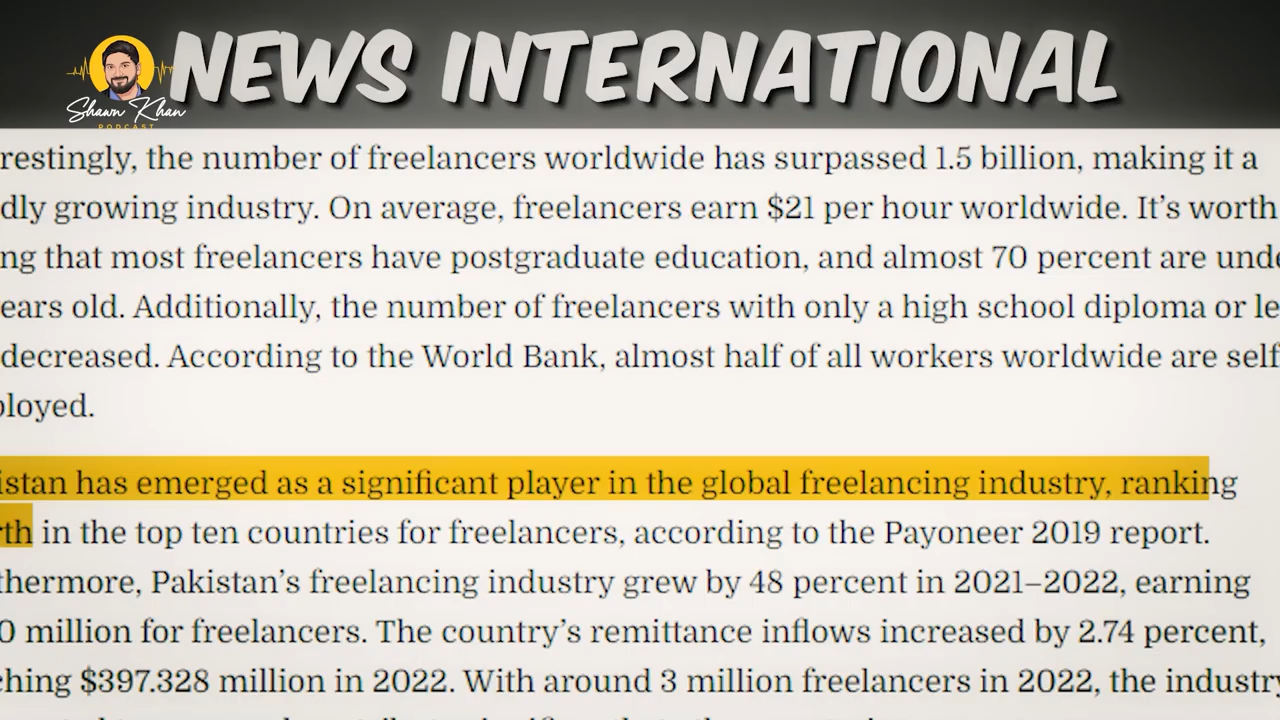 NEWS INTERNATIONAL
Shawn Khan
PODCAST
restingly, the number of freelancers worldwide has surpassed 1.5 billion, making it a
dly growing industry. On average, freelancers earn $21 per hour worldwide. It’s worth
ng that most freelancers have postgraduate education, and almost 70 percent are unde
ears old. Additionally, the number of freelancers with only a high school diploma or le
decreased. According to the World Bank, almost half of all workers worldwide are self
ployed.
istan has emerged as a significant player in the global freelancing industry, ranking
rth in the top ten countries for freelancers, according to the Payoneer 2019 report.
thermore, Pakistan’s freelancing industry grew by 48 percent in 2021–2022, earning
0 million for freelancers. The country’s remittance inflows increased by 2.74 percent,
ching $397.328 million in 2022. With around 3 million freelancers in 2022, the industry